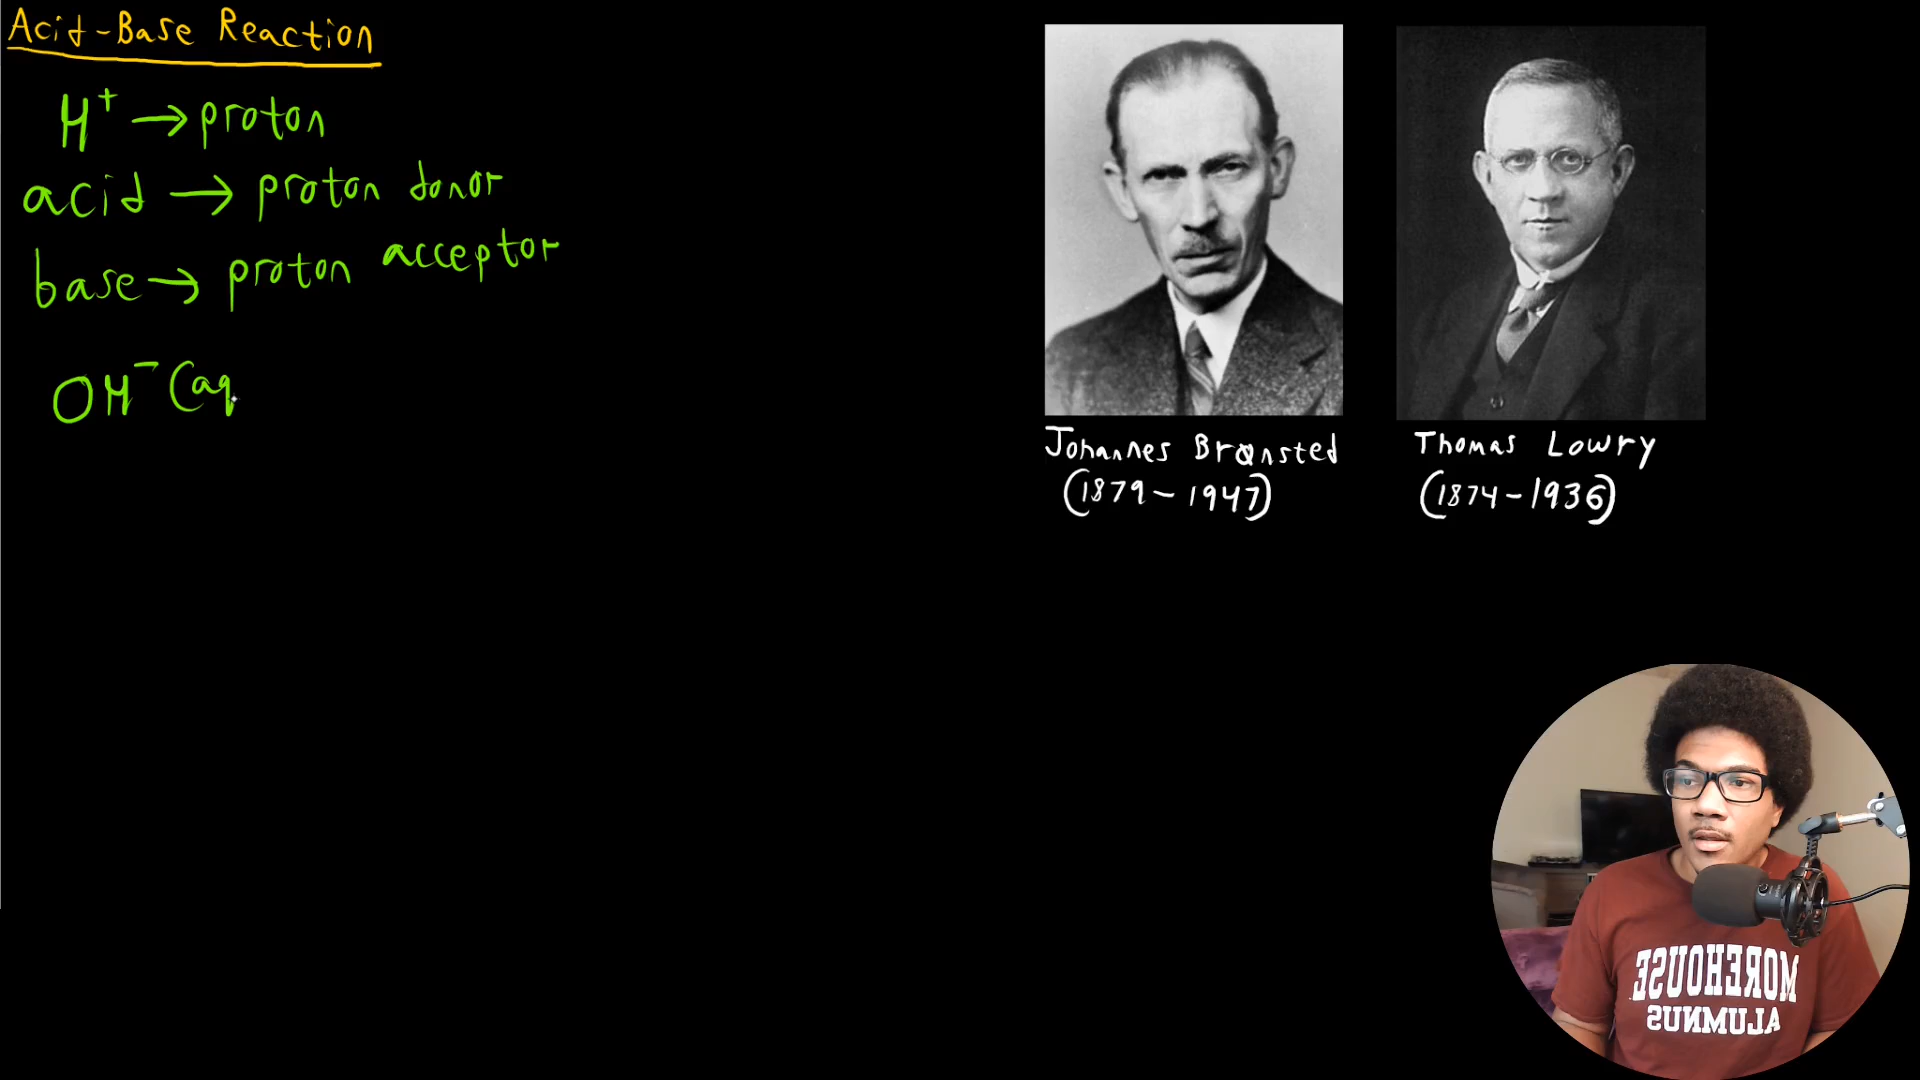 Acid-Base Reaction
H⁺ → proton
acid → proton donor
base → proton acceptor
OH⁻ (aq
Johannes Brønsted
(1879-1947)
Thomas Lowry
(1874-1936)
MOREHOUSE
ALUMNUS